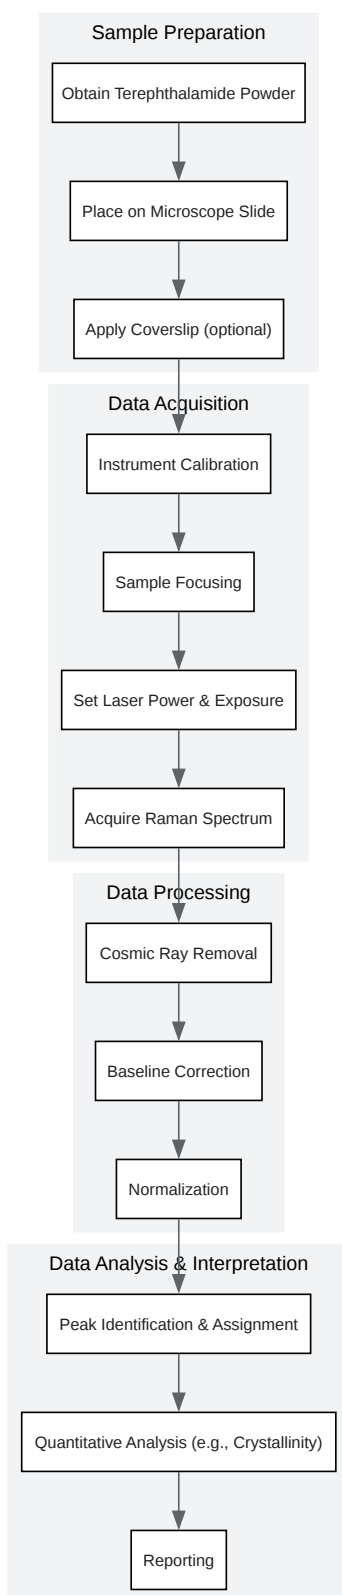 Sample Preparation
Obtain Terephthalamide Powder
Place on Microscope Slide
Apply Coverslip (optional)
Data Acquisition
Instrument Calibration
Sample Focusing
Set Laser Power & Exposure
Acquire Raman Spectrum
Data Processing
Cosmic Ray Removal
Baseline Correction
Normalization
Data Analysis & Interpretation
Peak Identification & Assignment
Quantitative Analysis (e.g., Crystallinity)
Reporting